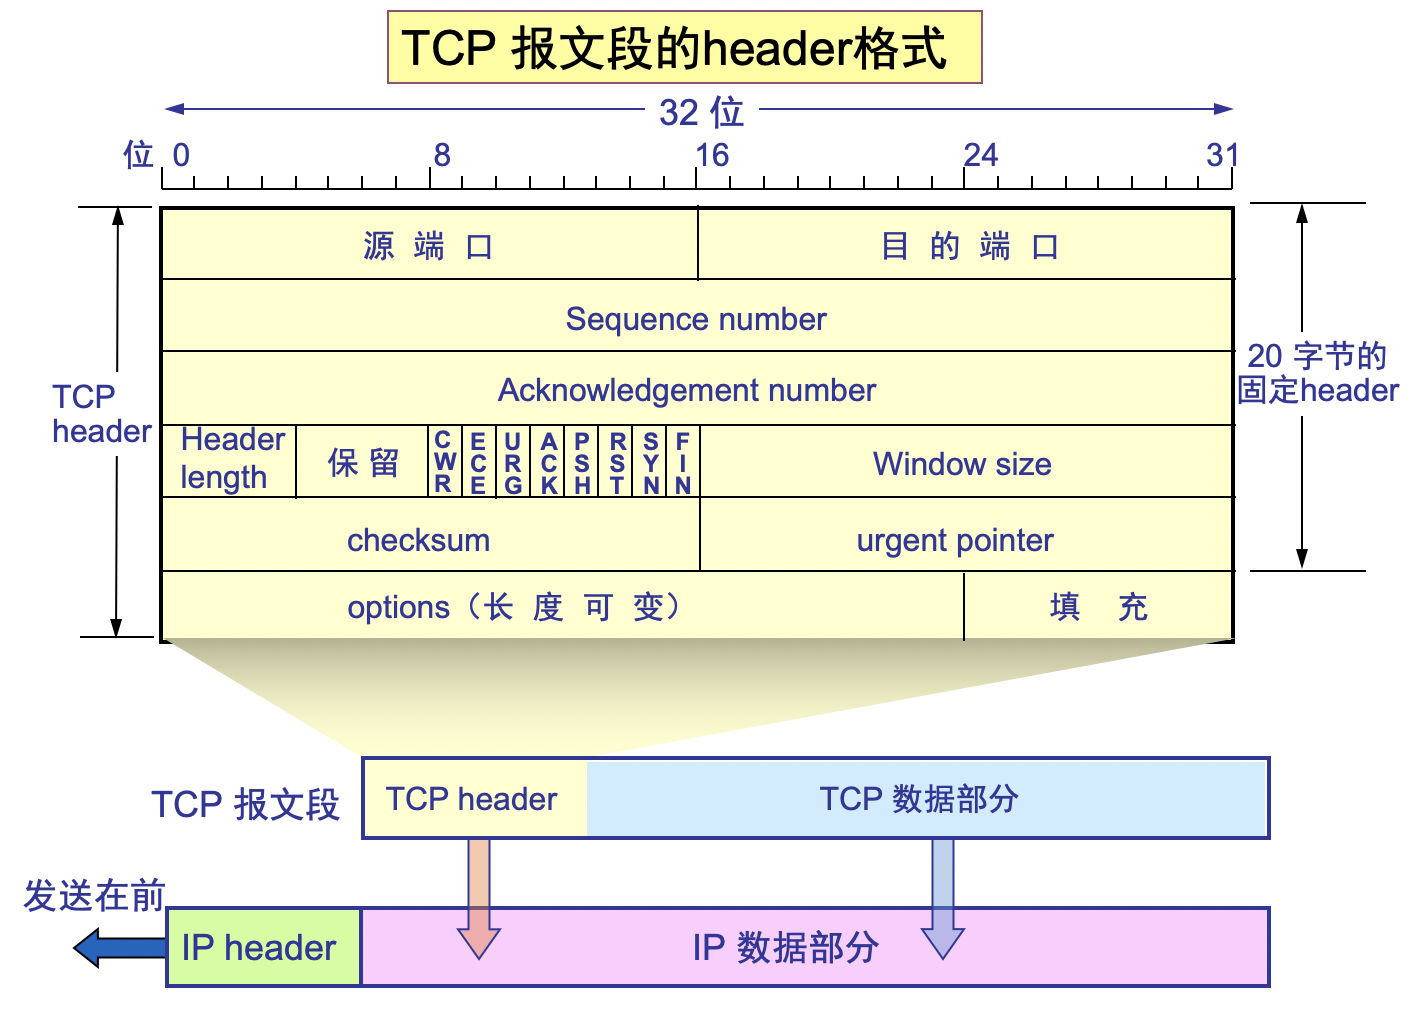 TCP 报文段的header格式
32 位
位 0 8 16 24 31
源 端 口
目 的 端 口
Sequence number
Acknowledgement number
TCP
header
20 字节的
固定header
Header
length
保 留
CWR
ECE
URG
ACK
PSH
RST
SYN
FIN
Window size
checksum
urgent pointer
options（长 度 可 变）
填 充
TCP 报文段
TCP header
TCP 数据部分
发送在前
IP header
IP 数据部分